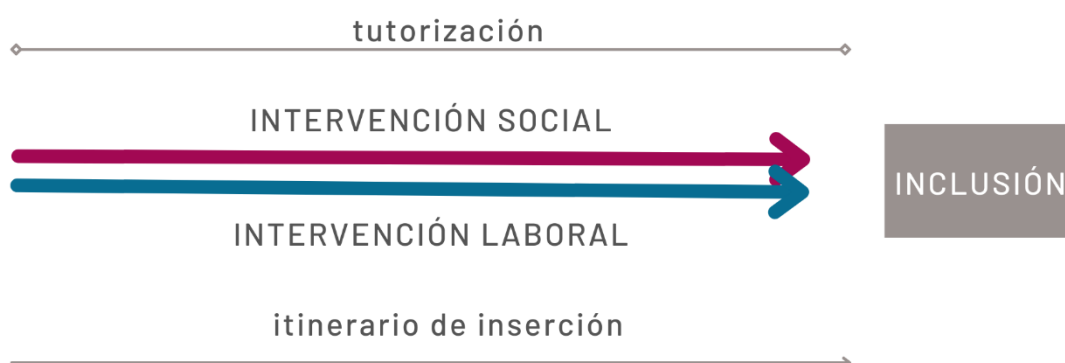 tutorización
INTERVENCIÓN SOCIAL
INCLUSIÓN
INTERVENCIÓN LABORAL
itinerario de inserción